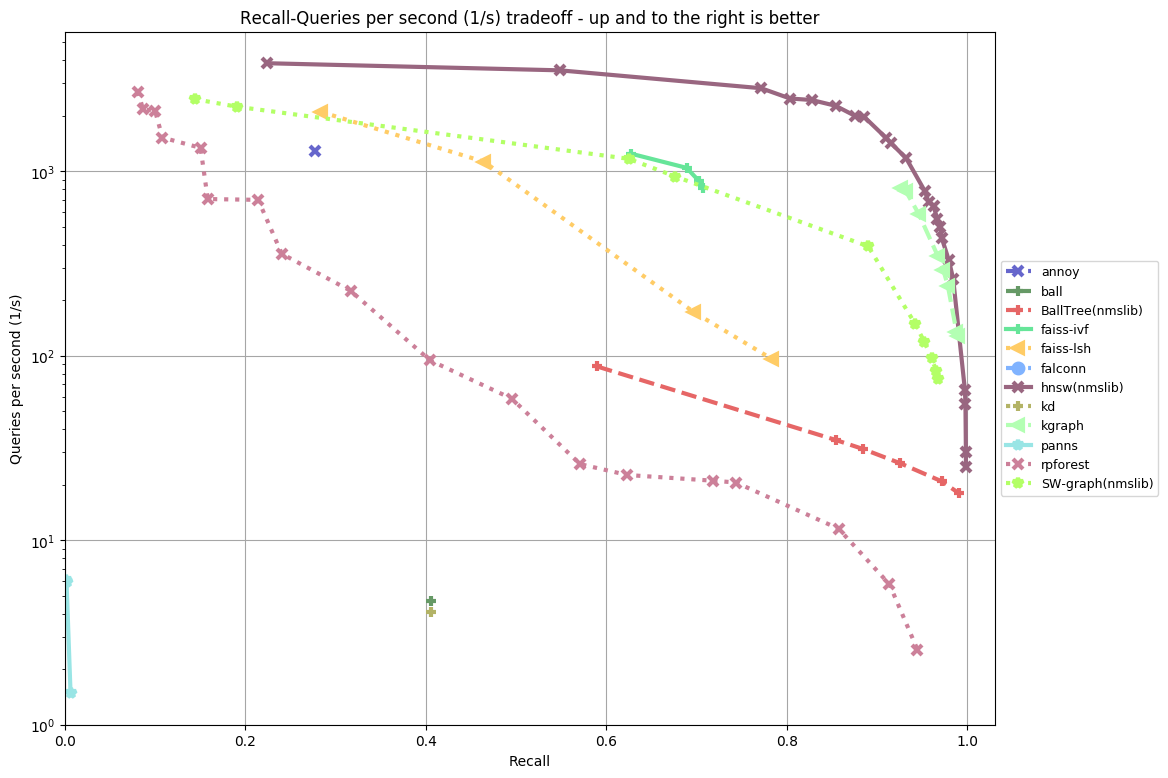 Recall-Queries per second (1/s) tradeoff - up and to the right is better
Queries per second (1/s)
10³
10²
10¹
10⁰
0.0 0.2 0.4 0.6 0.8 1.0
Recall
annoy
ball
BallTree(nmslib)
faiss-ivf
faiss-lsh
falconn
hnsw(nmslib)
kd
kgraph
panns
rpforest
SW-graph(nmslib)